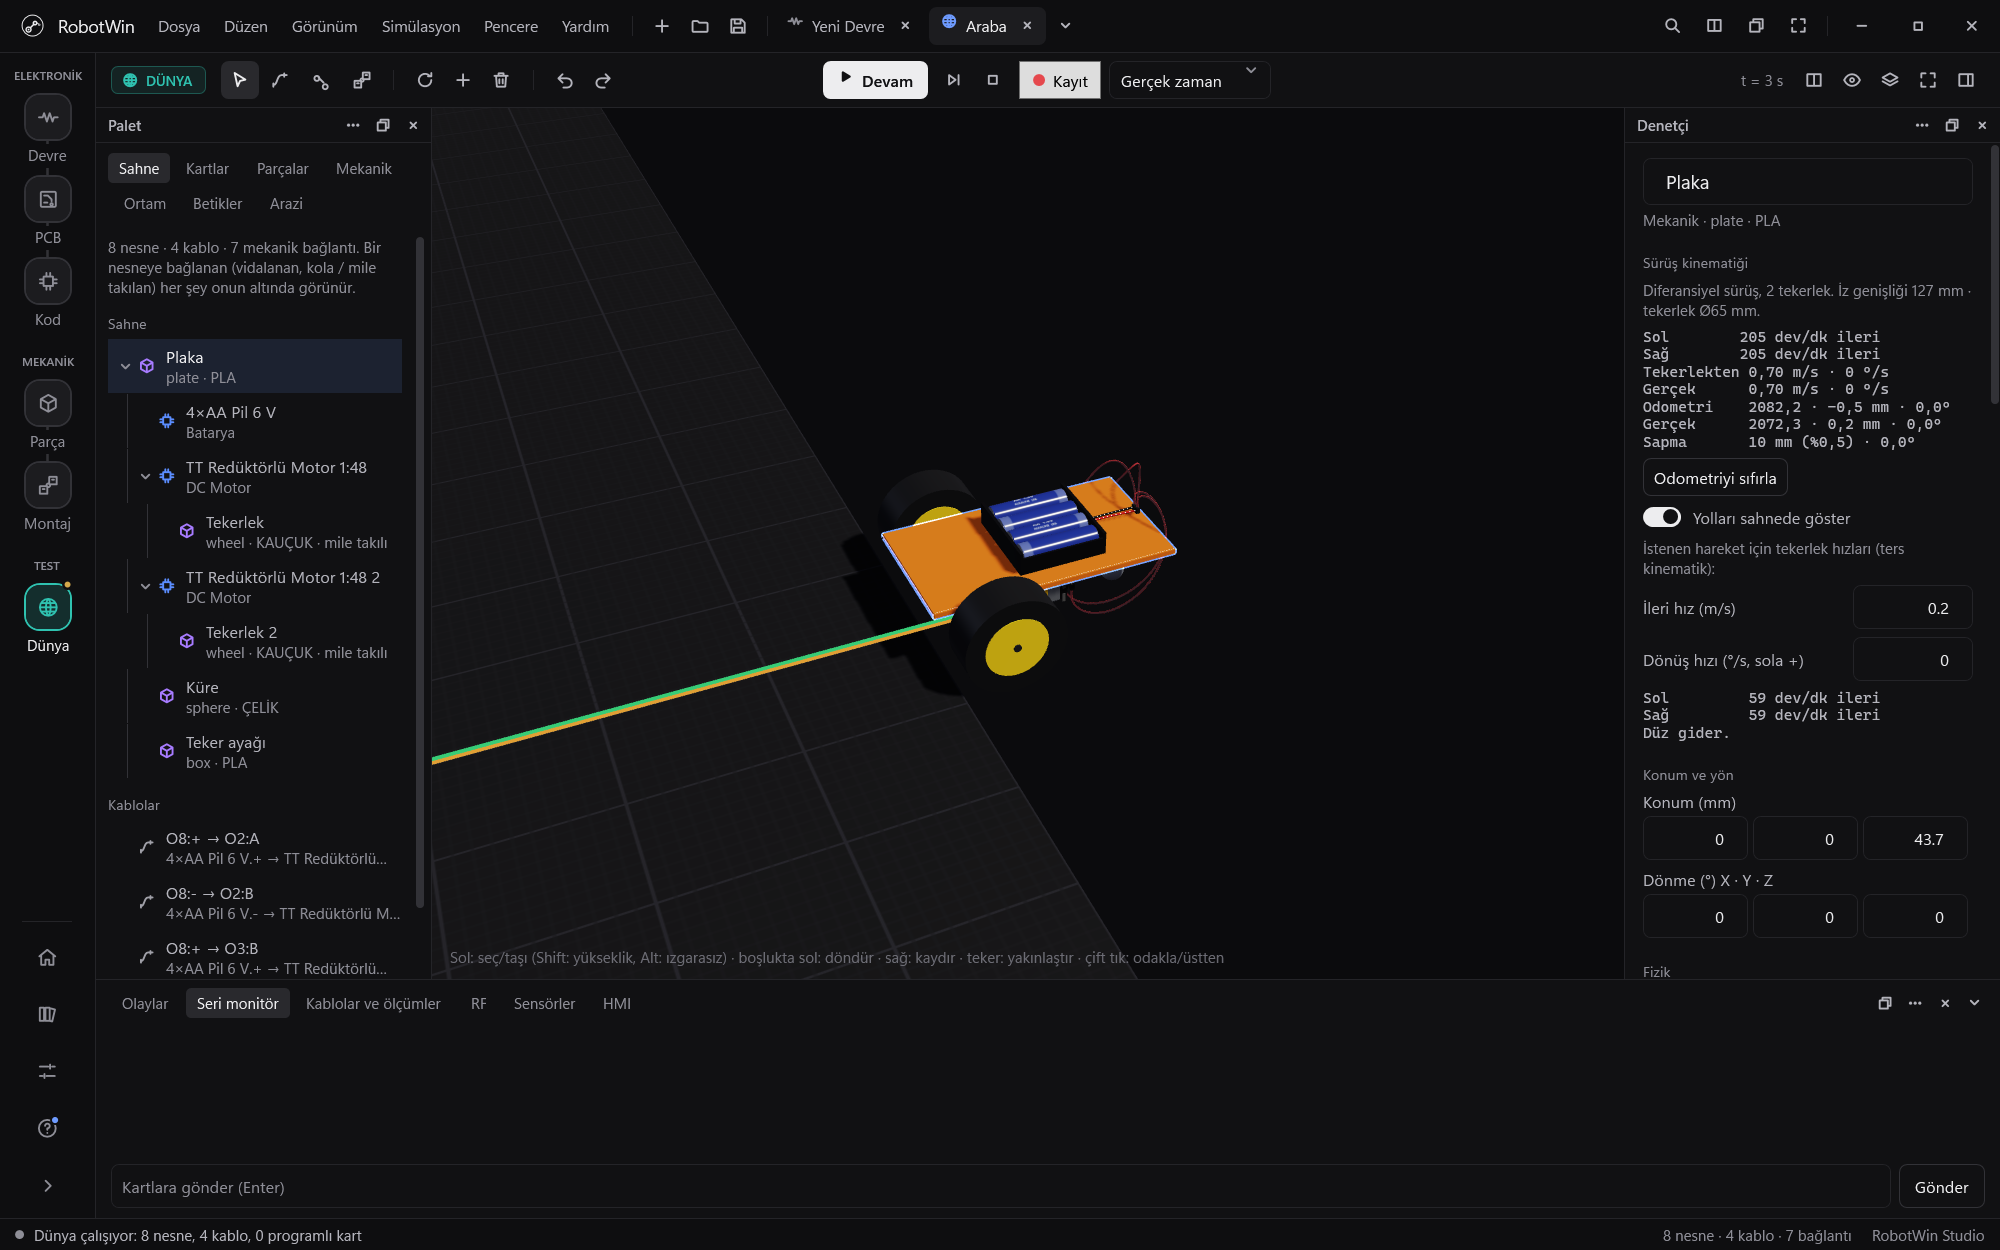 RobotWin Dosya Düzen Görünüm Simülasyon Pencere Yardım Yeni Devre Araba
ELEKTRONİK
Devre
PCB
Kod
MEKANİK
Parça
Montaj
TEST
Dünya
DÜNYA Devam Kayıt Gerçek zaman t = 3 s
Palet
Sahne Kartlar Parçalar Mekanik
Ortam Betikler Arazi
8 nesne · 4 kablo · 7 mekanik bağlantı. Bir
nesneye bağlanan (vidalanan, kola / mile
takılan) her şey onun altında görünür.
Sahne
Plaka
plate · PLA
4×AA Pil 6 V
Batarya
TT Redüktörlü Motor 1:48
DC Motor
Tekerlek
wheel · KAUÇUK · mile takılı
TT Redüktörlü Motor 1:48 2
DC Motor
Tekerlek 2
wheel · KAUÇUK · mile takılı
Küre
sphere · ÇELİK
Teker ayağı
box · PLA
Kablolar
O8:+ → O2:A
4×AA Pil 6 V.+ → TT Redüktörlü...
O8:- → O2:B
4×AA Pil 6 V.- → TT Redüktörlü M...
O8:+ → O3:B
4×AA Pil 6 V.+ → TT Redüktörlü...
Sol: seç/taşı (Shift: yükseklik, Alt: ızgarasız) · boşlukta sol: döndür · sağ: kaydır · teker: yakınlaştır · çift tık: odakla/üstten
Denetçi
Plaka
Mekanik · plate · PLA
Sürüş kinematiği
Diferansiyel sürüş, 2 tekerlek. İz genişliği 127 mm ·
tekerlek Ø65 mm.
Sol 205 dev/dk ileri
Sağ 205 dev/dk ileri
Tekerlekten 0,70 m/s · 0 °/s
Gerçek 0,70 m/s · 0 °/s
Odometri 2082,2 · −0,5 mm · 0,0°
Gerçek 2072,3 · 0,2 mm · 0,0°
Sapma 10 mm (%0,5) · 0,0°
Odometriyi sıfırla
Yolları sahnede göster
İstenen hareket için tekerlek hızları (ters
kinematik):
İleri hız (m/s) 0.2
Dönüş hızı (°/s, sola +) 0
Sol 59 dev/dk ileri
Sağ 59 dev/dk ileri
Düz gider.
Konum ve yön
Konum (mm)
0 0 43.7
Dönme (°) X · Y · Z
0 0 0
Fizik
Olaylar Seri monitör Kablolar ve ölçümler RF Sensörler HMI
Kartlara gönder (Enter) Gönder
Dünya çalışıyor: 8 nesne, 4 kablo, 0 programlı kart 8 nesne · 4 kablo · 7 bağlantı RobotWin Studio